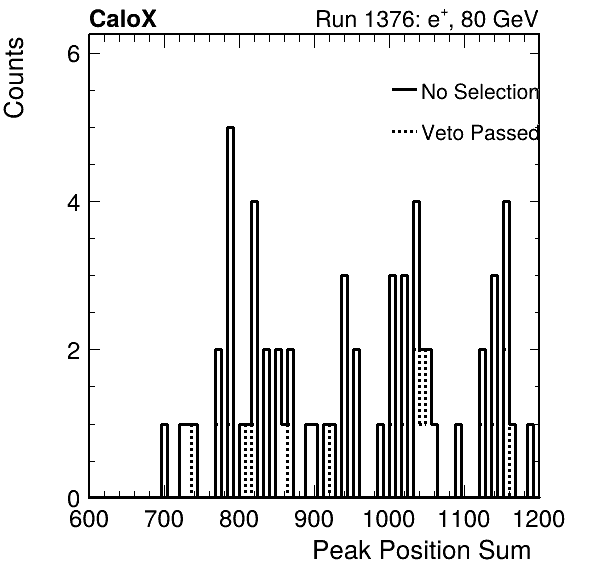 CaloX Run 1376: e+, 80 GeV
Counts
6
No Selection
Veto Passed
4
2
0
600 700 800 900 1000 1100 1200
Peak Position Sum